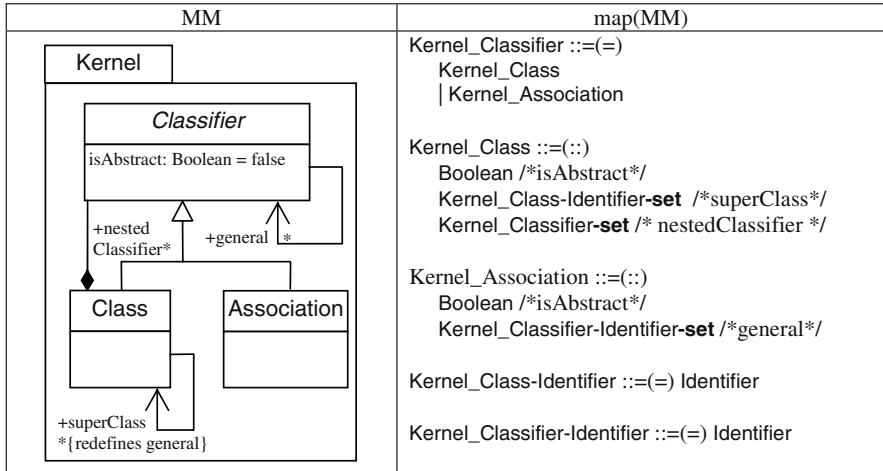 MM
map(MM)
Kernel
Classifier
isAbstract: Boolean = false
+nested
Classifier*
+general
*
Class
Association
+superClass
*{redefines general}
Kernel_Classifier ::=(=)
Kernel_Class
| Kernel_Association
Kernel_Class ::=(::)
Boolean /*isAbstract*/
Kernel_Class-Identifier-set /*superClass*/
Kernel_Classifier-set /* nestedClassifier */
Kernel_Association ::=(::)
Boolean /*isAbstract*/
Kernel_Classifier-Identifier-set /*general*/
Kernel_Class-Identifier ::=(=) Identifier
Kernel_Classifier-Identifier ::=(=) Identifier